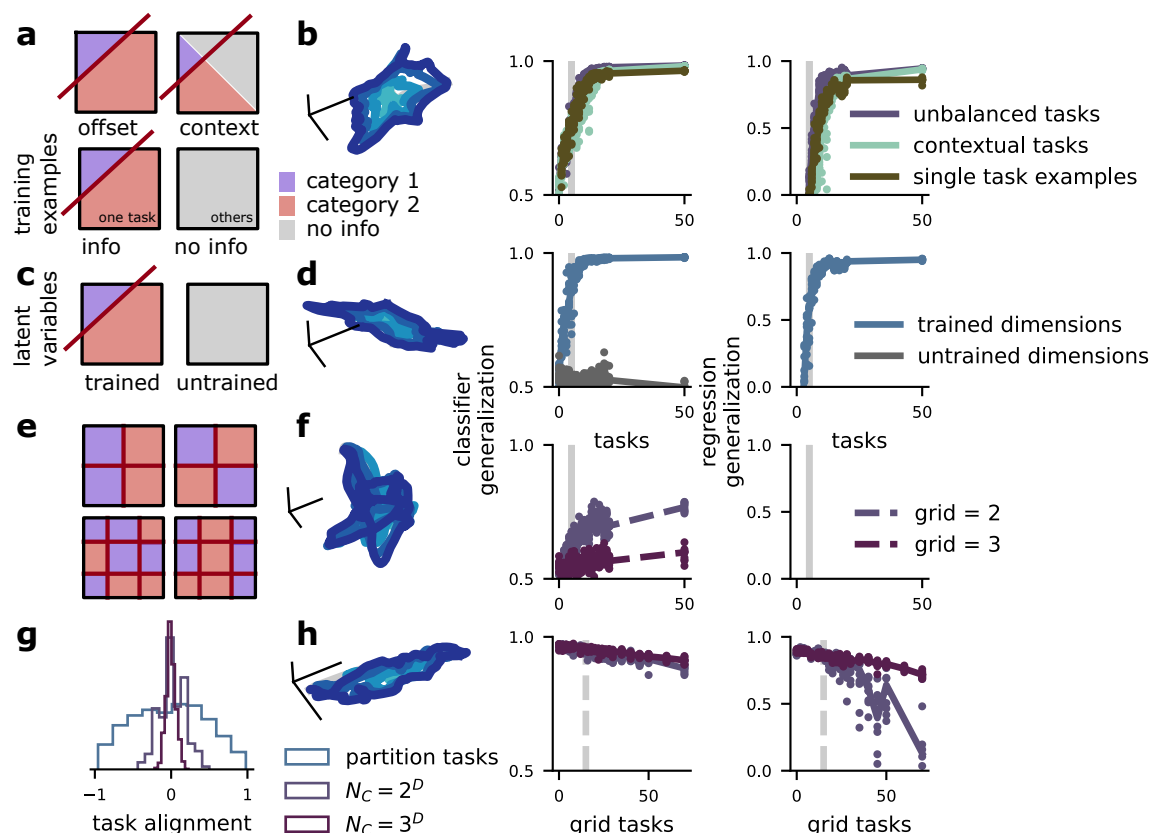 a
offset
context
training
examples
one task
others
info
no info
b
category 1
category 2
no info
1.0
0.5
0
50
1.0
0.5
0.0
0
50
unbalanced tasks
contextual tasks
single task examples
c
latent
variables
trained
untrained
d
1.0
0.5
0
50
tasks
classifier
generalization
1.0
0.5
0.0
0
50
tasks
regression
generalization
trained dimensions
untrained dimensions
e
f
1.0
0.5
0
50
1.0
0.5
0.0
0
50
grid = 2
grid = 3
g
−1
0
1
task alignment
h
partition tasks
N_C = 2^D
N_C = 3^D
1.0
0.5
0
50
grid tasks
1.0
0.5
0.0
0
50
grid tasks